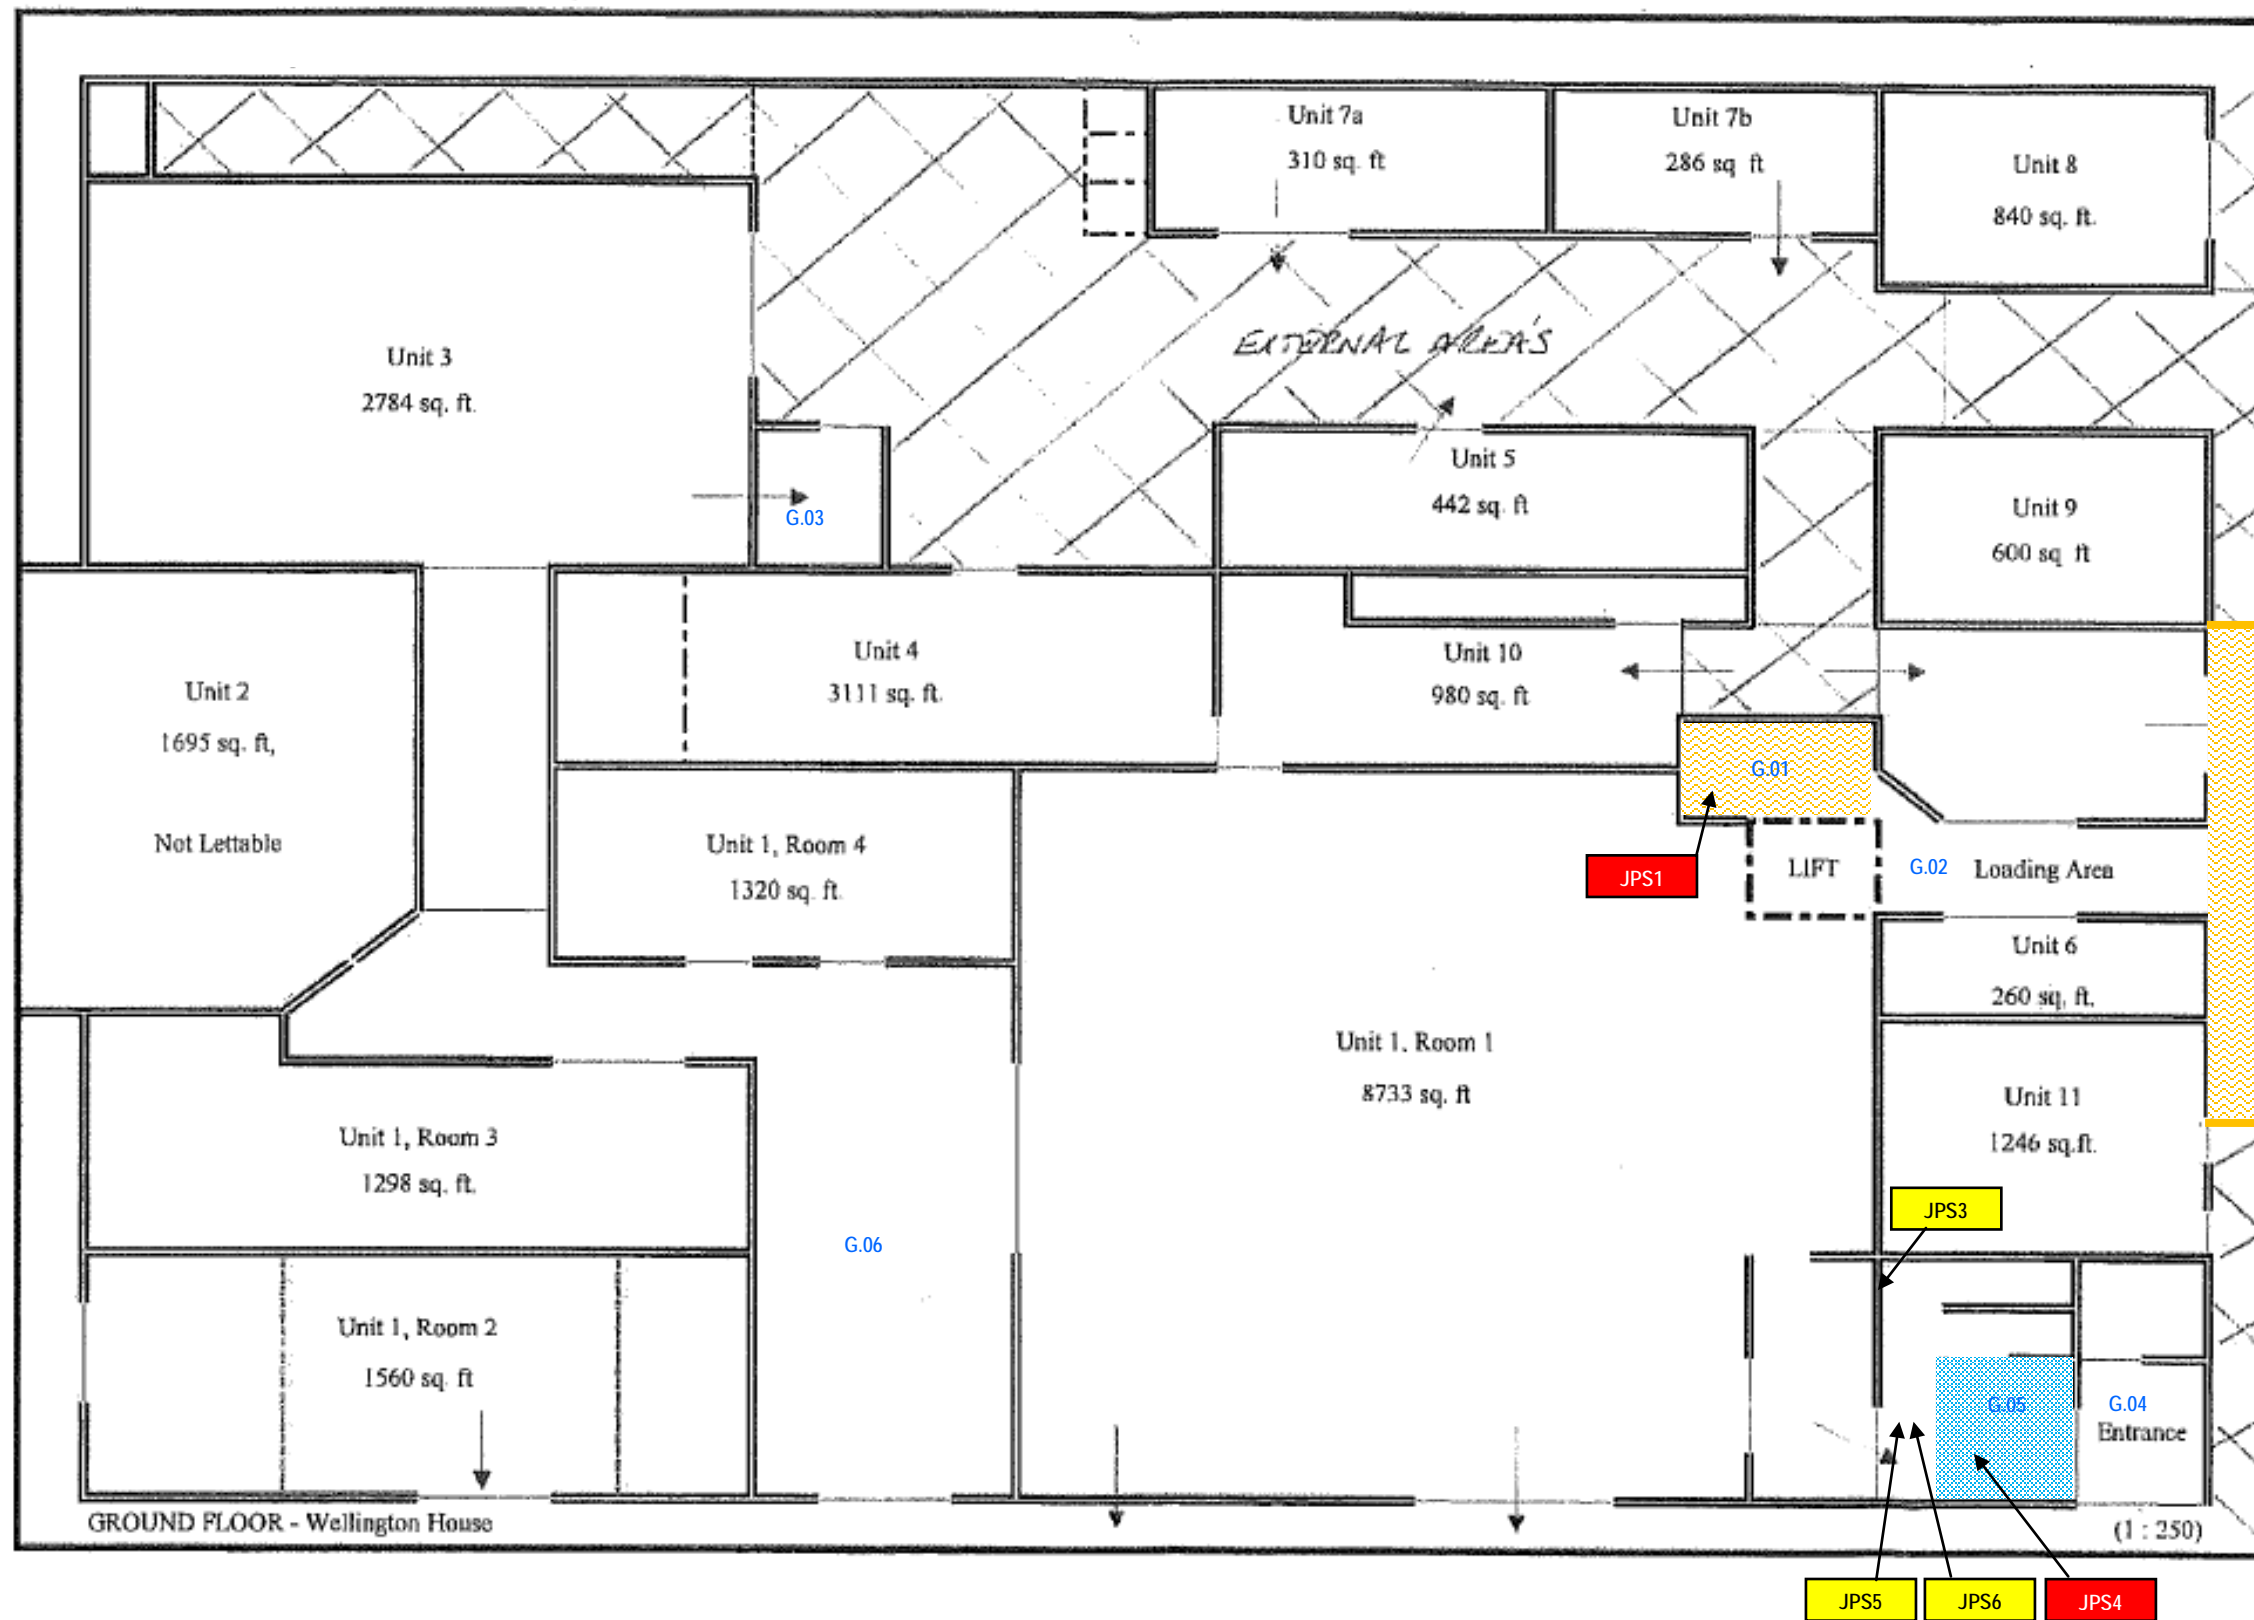 Unit 7a
310 sq. ft
Unit 7b
286 sq ft
Unit 8
840 sq. ft.
EXTERNAL AREA'S
Unit 3
2784 sq. ft.
G.03
Unit 5
442 sq. ft
Unit 9
600 sq ft
Unit 2
1695 sq. ft,
Not Lettable
Unit 4
3111 sq. ft.
Unit 10
980 sq. ft
G.01
JPS1
LIFT
G.02
Loading Area
Unit 1, Room 4
1320 sq. ft.
Unit 6
260 sq. ft.
Unit 1. Room 1
8733 sq. ft
Unit 11
1246 sq.ft.
Unit 1, Room 3
1298 sq. ft.
JPS3
G.06
Unit 1, Room 2
1560 sq. ft
G.05
G.04
Entrance
GROUND FLOOR - Wellington House
(1 : 250)
JPS5
JPS6
JPS4